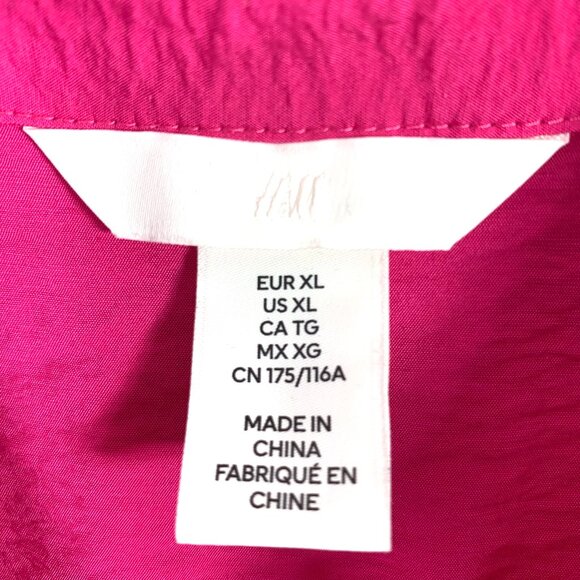 EUR XL
US XL
CA TG
MX XG
CN 175/116A
MADE IN
CHINA
FABRIQUÉ EN
CHINE